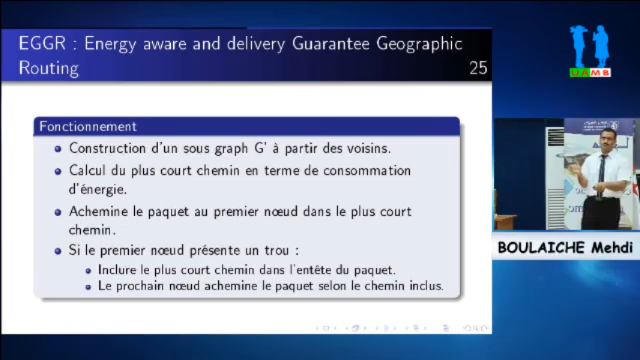 EGGR : Energy aware and delivery Guarantee Geographic
Routing
25
Fonctionnement
Construction d'un sous graph G' à partir des voisins.
Calcul du plus court chemin en terme de consommation
d'énergie.
Achemine le paquet au premier nœud dans le plus court
chemin.
Si le premier nœud présente un trou :
Inclure le plus court chemin dans l'entête du paquet.
Le prochain nœud achemine le paquet selon le chemin inclus.
UAMB
BOULAICHE Mehdi